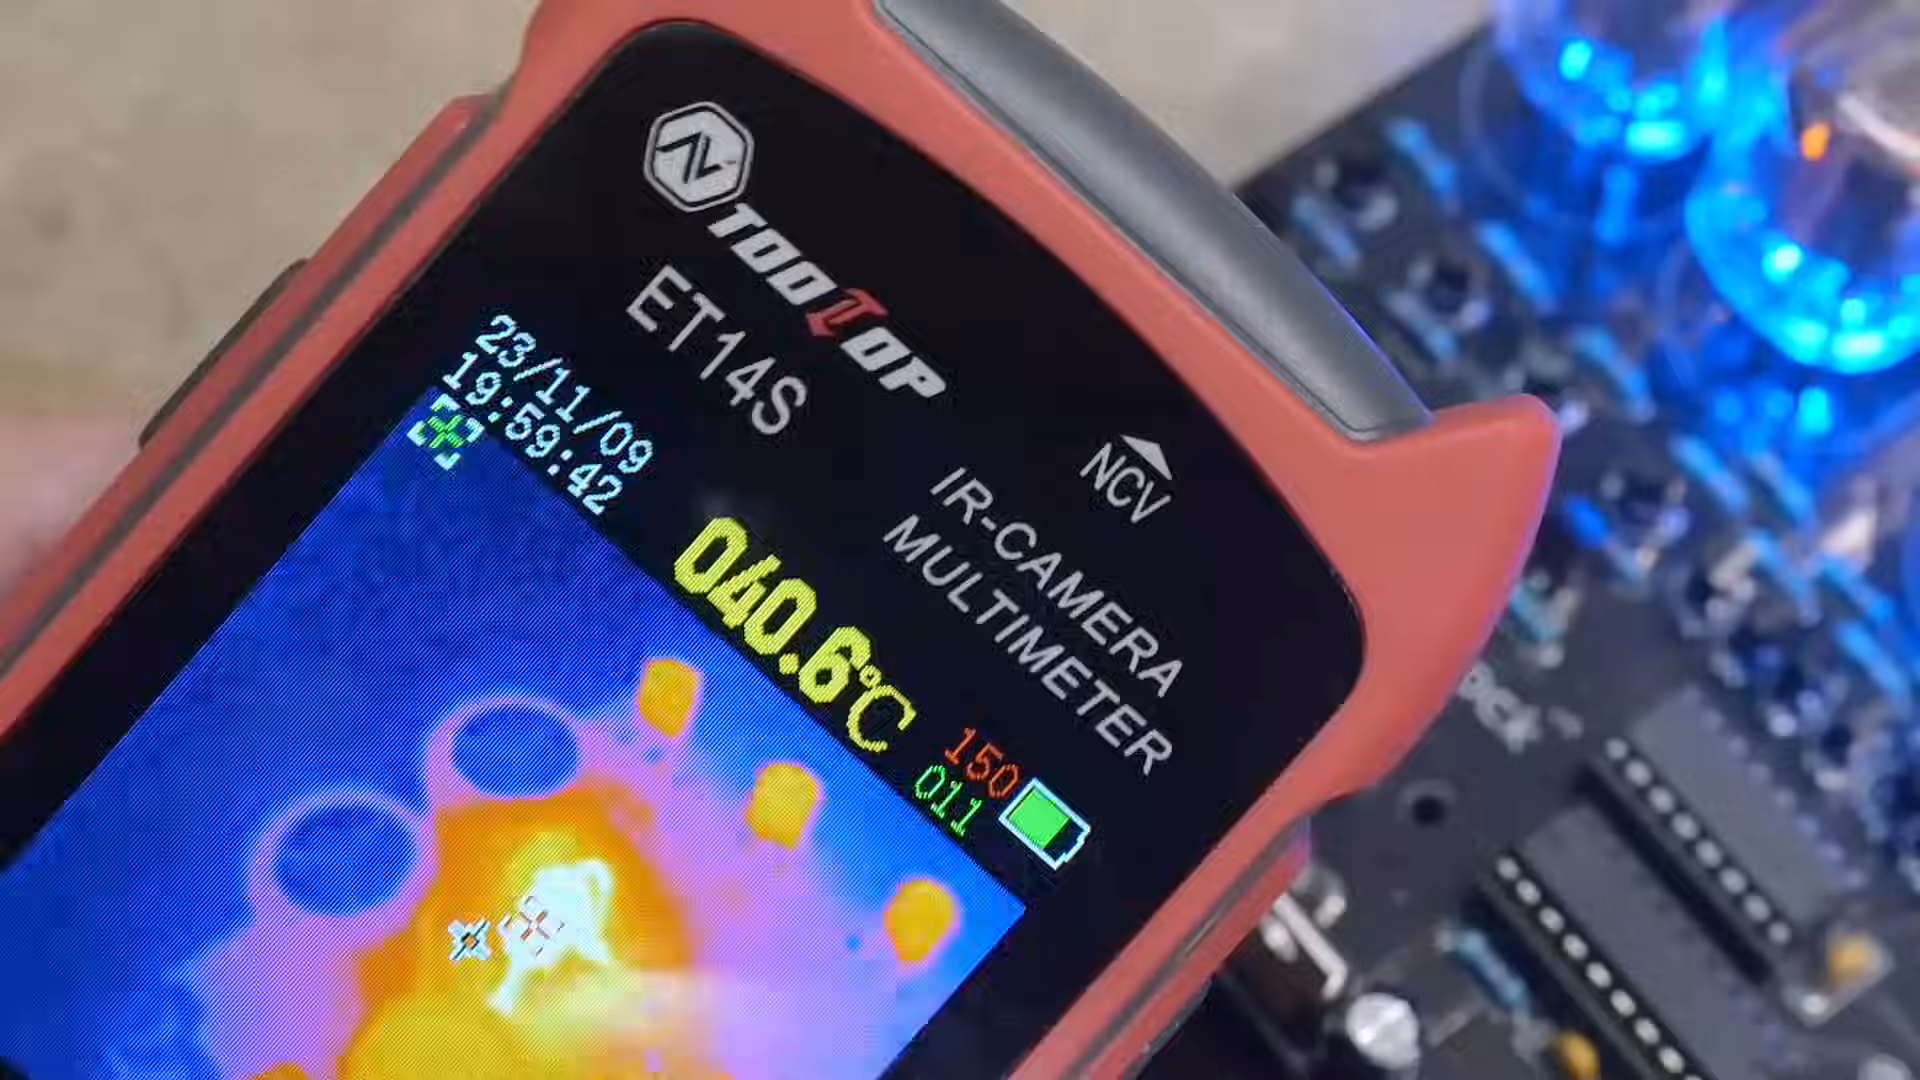 TOOLTOP
ET14S
NCV
IR-CAMERA
MULTIMETER
23/11/09
19:59:42
040.6℃
150
011